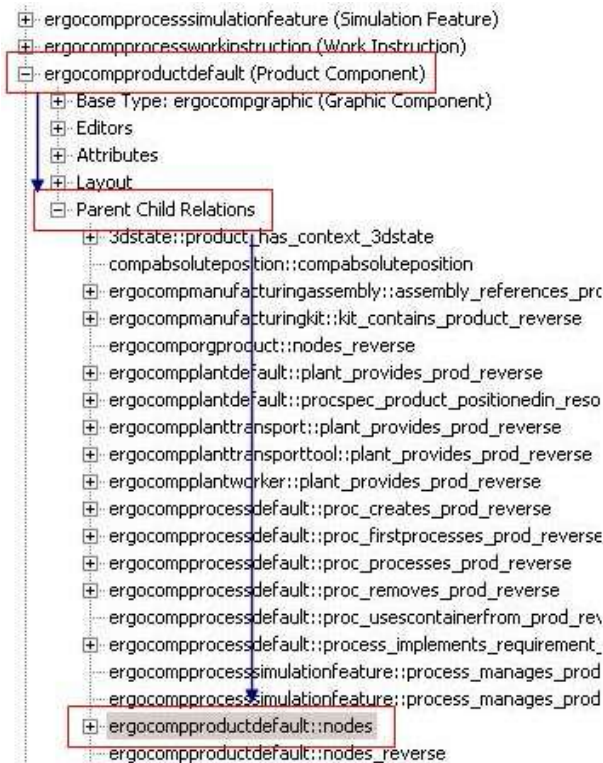 ergocompprocesssimulationfeature (Simulation Feature)
ergocompprocessworkinstruction (Work Instruction)
ergocompproductdefault (Product Component)
Base Type: ergocompgraphic (Graphic Component)
Editors
Attributes
Layout
Parent Child Relations
3dstate::product_has_context_3dstate
compabsoluteposition::compabsoluteposition
ergocompmanufacturingassembly::assembly_references_pro
ergocompmanufacturingkit::kit_contains_product_reverse
ergocomporgproduct::nodes_reverse
ergocompplantdefault::plant_provides_prod_reverse
ergocompplantdefault::procspec_product_positionedin_reso
ergocompplanttransport::plant_provides_prod_reverse
ergocompplanttransporttool::plant_provides_prod_reverse
ergocompplantworker::plant_provides_prod_reverse
ergocompprocessdefault::proc_creates_prod_reverse
ergocompprocessdefault::proc_firstprocesses_prod_reverse
ergocompprocessdefault::proc_processes_prod_reverse
ergocompprocessdefault::proc_removes_prod_reverse
ergocompprocessdefault::proc_usescontainerfrom_prod_rev
ergocompprocessdefault::process_implements_requirement_
ergocompprocesssimulationfeature::process_manages_prod
ergocompprocesssimulationfeature::process_manages_prod
ergocompproductdefault::nodes
ergocompproductdefault::nodes_reverse